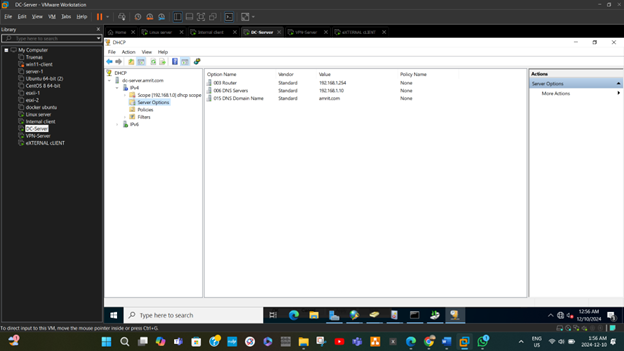 DC-Server - VMware Workstation
File Edit View VM Tabs Help
Library
Type here to search
My Computer
win11-client
server-1
Ubuntu 64-bit (2)
CentOS 8 64-bit
esxi-1
esxi-2
docker ubuntu
Linux server
Internal client
DC-Server
VPN-Server
eXTERNAL cLIENT
Home
Linux server
Internal client
DC-Server
VPN Server
eXTERNAL cLIENT
DHCP
File Action View Help
DHCP
dc-server.amrit.com
IPv4
Scope [192.168.1.0] dhcp scope
Server Options
Policies
Filters
IPv6
Option Name Vendor Value Policy Name
003 Router Standard 192.168.1.254 None
006 DNS Servers Standard 192.168.1.10 None
015 DNS Domain Name Standard amrit.com None
Actions
Server Options
More Actions
Type here to search
12:56 AM
12/10/2024
To direct input to this VM, move the mouse pointer inside or press Ctrl+G.
ENG
US
1:56 AM
2024-12-10